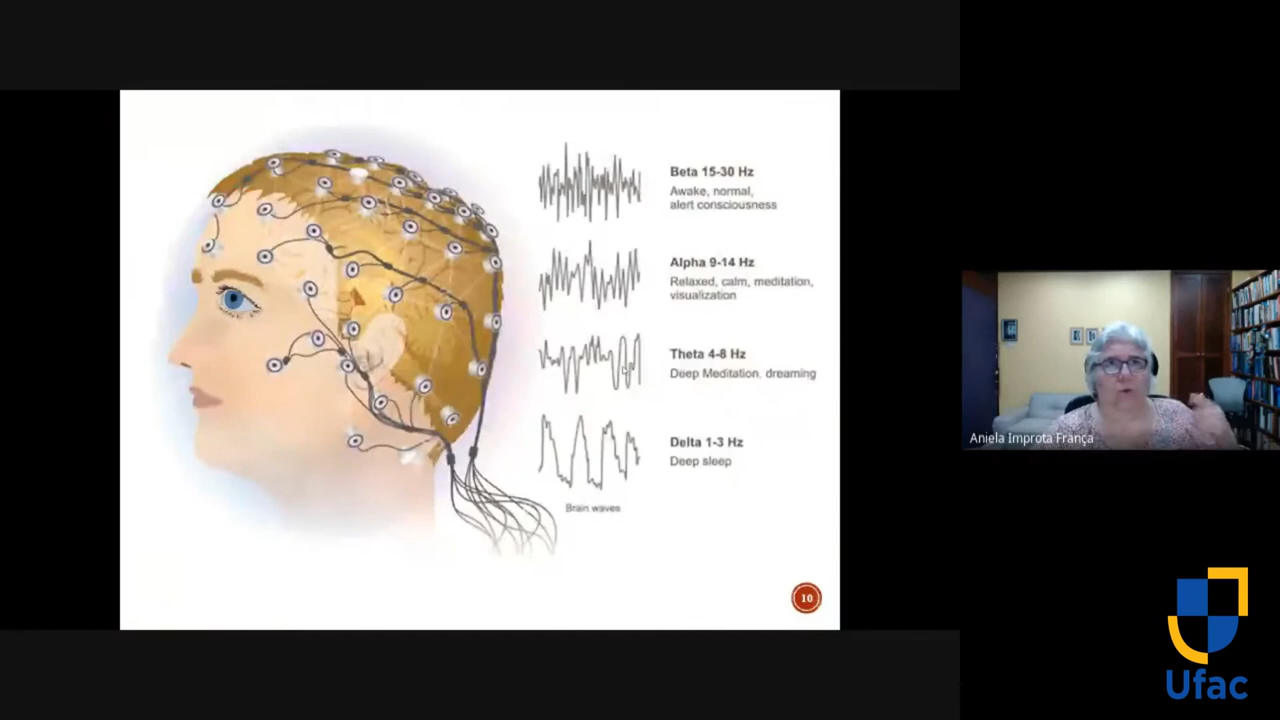 Beta 15-30 Hz
Awake, normal,
alert consciousness
Alpha 9-14 Hz
Relaxed, calm, meditation,
visualization
Theta 4-8 Hz
Deep Meditation, dreaming
Delta 1-3 Hz
Deep sleep
Brain waves
10
Aniela Improta França
Ufac